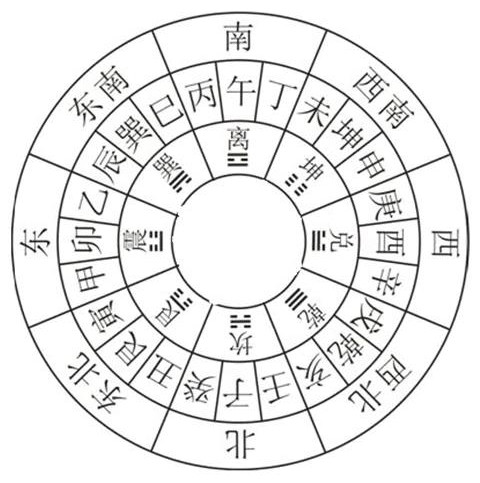 南
西南
西
西北
北
东北
东
东南
丙午丁
未坤申
庚酉辛
戌乾亥
壬子癸
丑艮寅
甲卯乙
辰巽巳
离
坤
兑
乾
坎
艮
震
巽